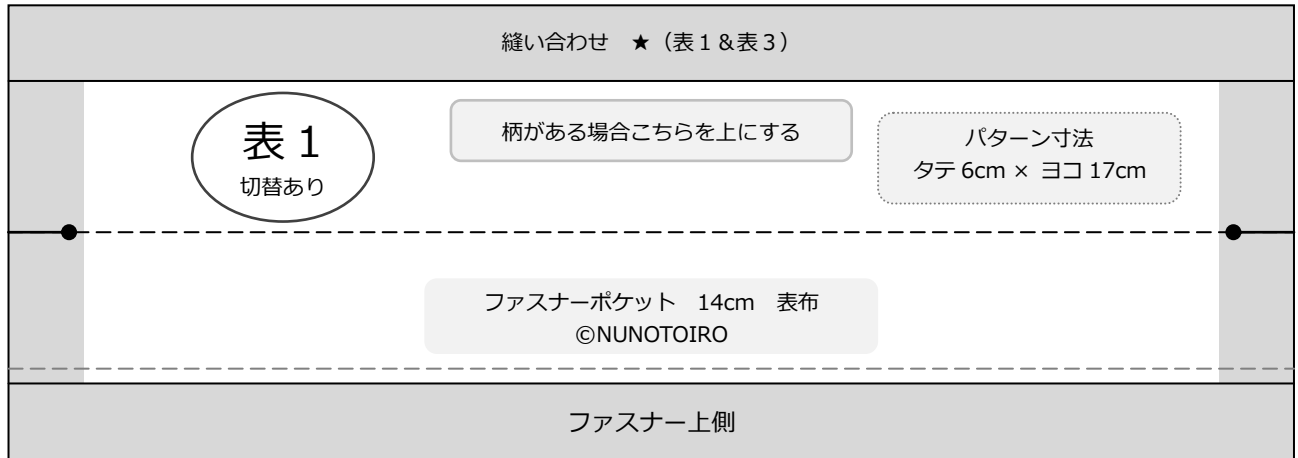 縫い合わせ　★（表１&表３）
表１
切替あり
柄がある場合こちらを上にする
パターン寸法
タテ 6cm × ヨコ 17cm
ファスナーポケット　14cm　表布
©NUNOTOIRO
ファスナー上側